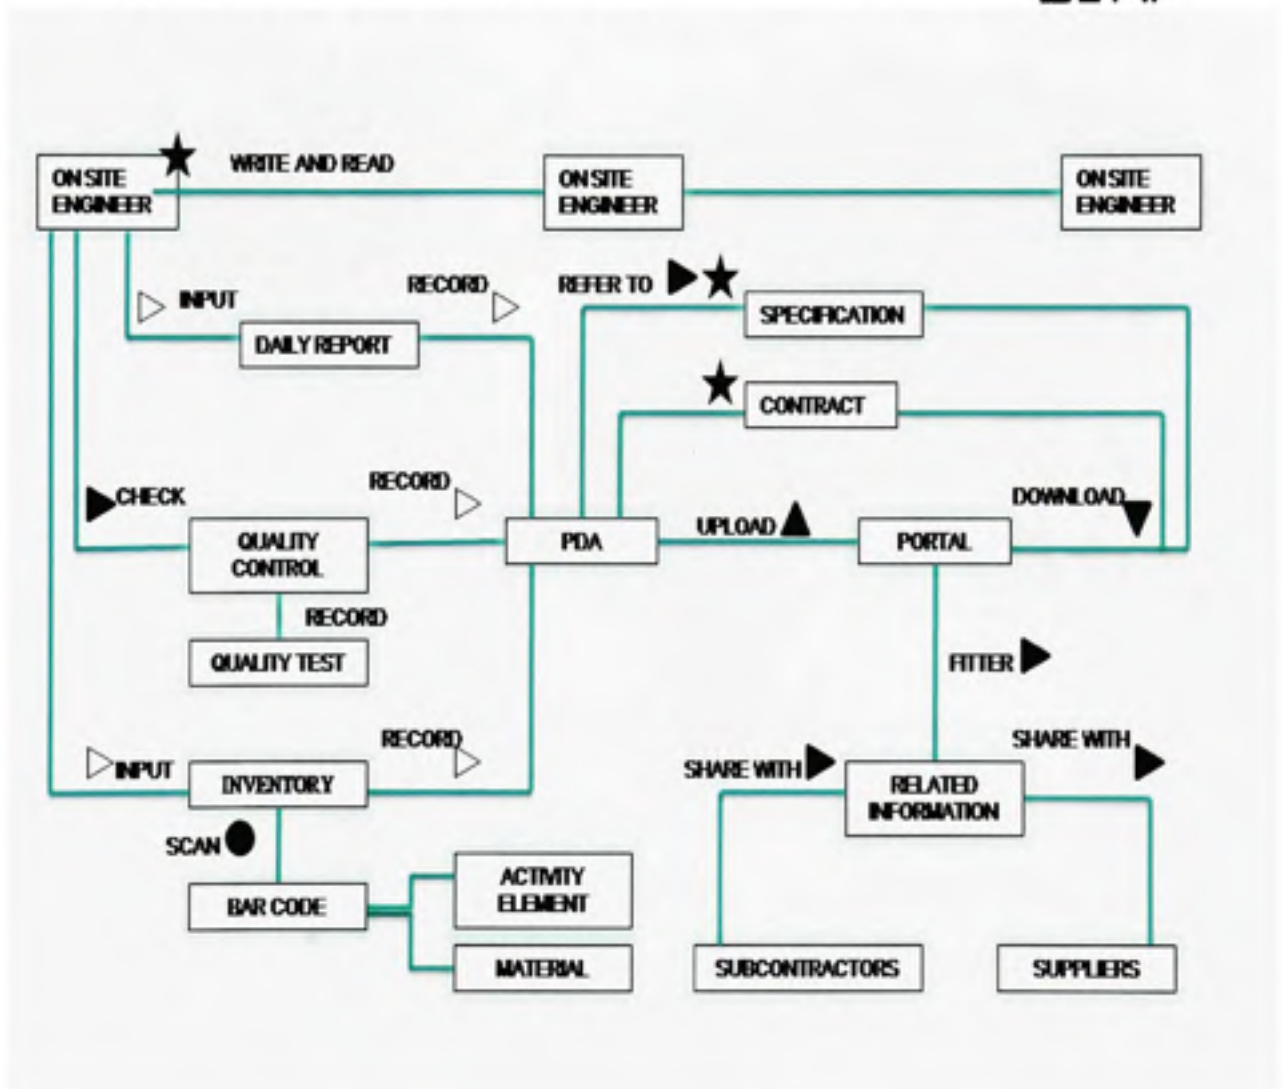 WRITE AND READ
ON SITE
ENGINEER
ON SITE
ENGINEER
ON SITE
ENGINEER
INPUT
RECORD
REFER TO
SPECIFICATION
DAILY REPORT
CONTRACT
CHECK
RECORD
DOWNLOAD
UPLOAD
QUALITY
CONTROL
PDA
PORTAL
RECORD
QUALITY TEST
FITTER
INPUT
RECORD
SHARE WITH
SHARE WITH
INVENTORY
RELATED
INFORMATION
SCAN
BAR CODE
ACTIVITY
ELEMENT
MATERIAL
SUBCONTRACTORS
SUPPLIERS